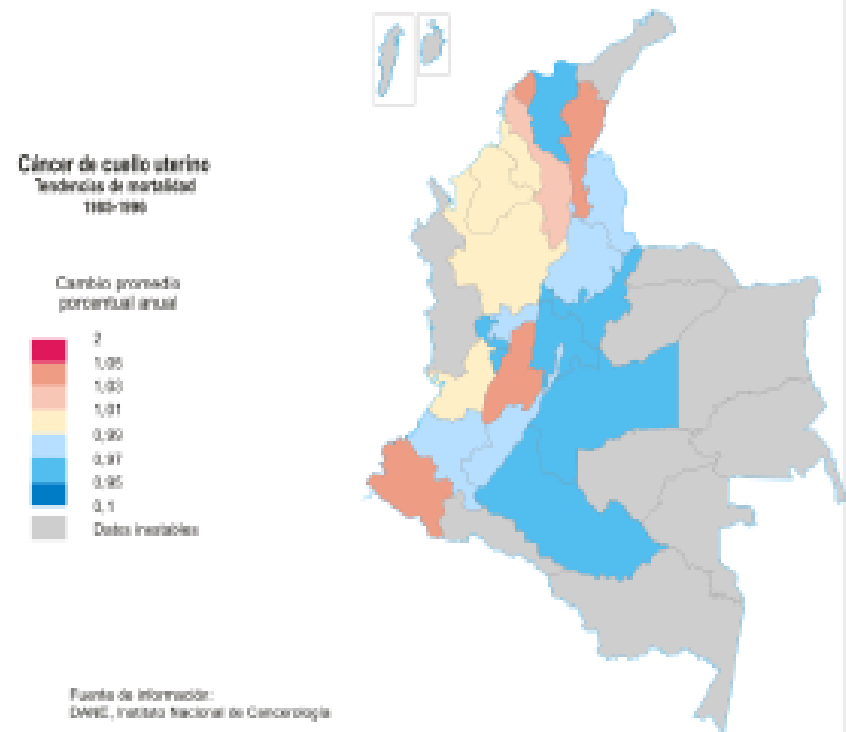 Cáncer de cuello uterino
Tendencias de mortalidad
Cambio promedio
porcentual anual
2
1,05
1,03
1,01
0,99
0,97
0,95
0,1
Datos inestables
Fuente de información:
DANE, Instituto Nacional de Cancerología